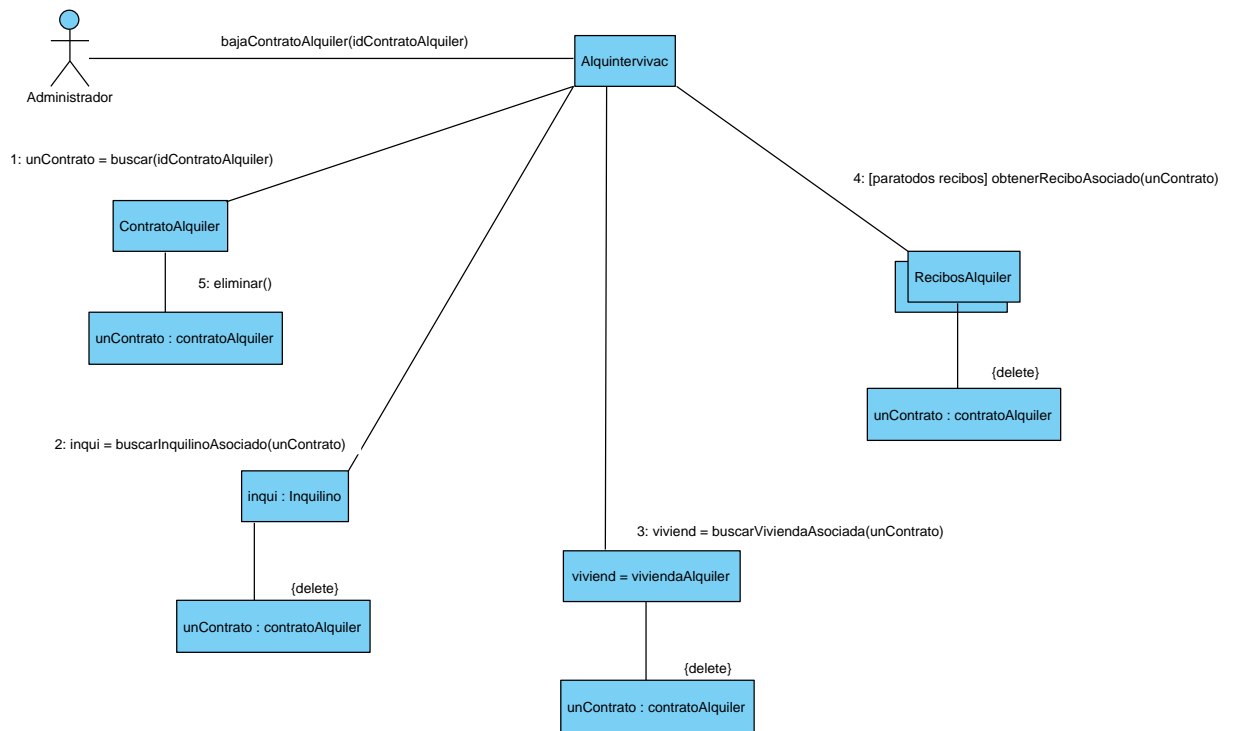 bajaContratoAlquiler(idContratoAlquiler)
Alquintervivac
Administrador
1: unContrato = buscar(idContratoAlquiler)
4: [paratodos recibos] obtenerReciboAsociado(unContrato)
ContratoAlquiler
RecibosAlquiler
5: eliminar()
unContrato : contratoAlquiler
{delete}
unContrato : contratoAlquiler
2: inqui = buscarInquilinoAsociado(unContrato)
inqui : Inquilino
3: viviend = buscarViviendaAsociada(unContrato)
viviend = viviendaAlquiler
{delete}
unContrato : contratoAlquiler
{delete}
unContrato : contratoAlquiler